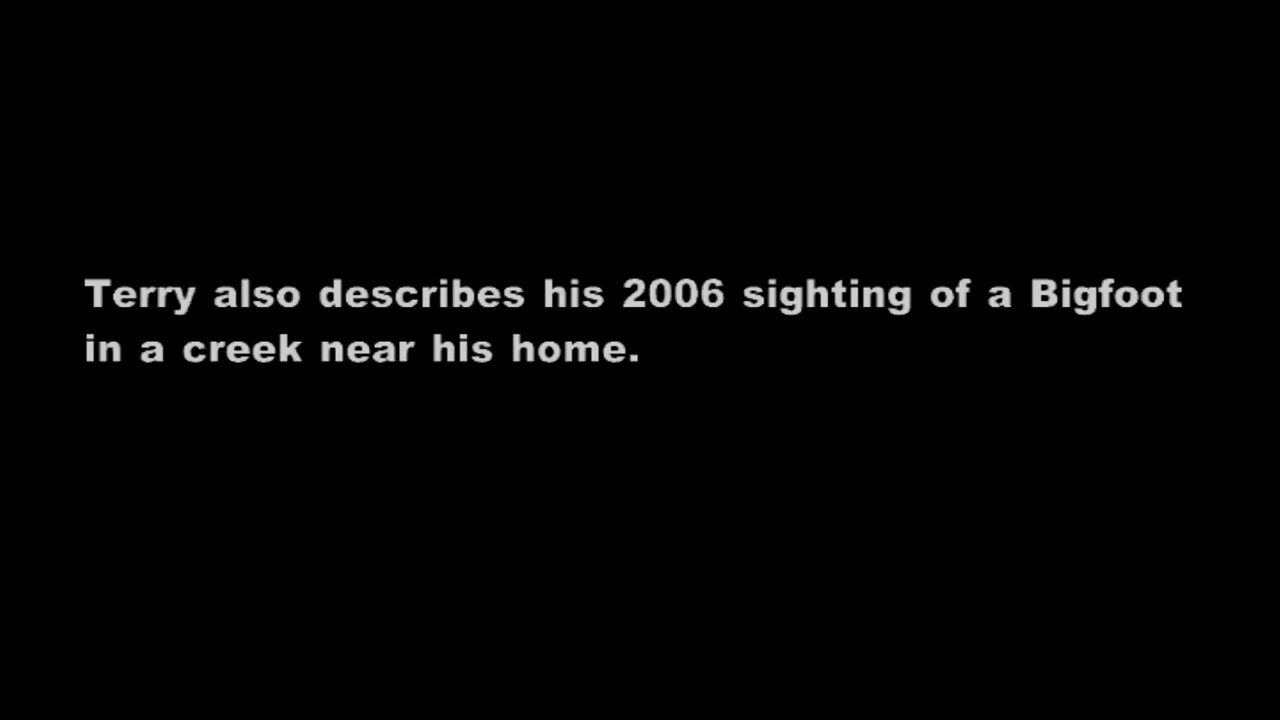 Terry also describes his 2006 sighting of a Bigfoot
in a creek near his home.